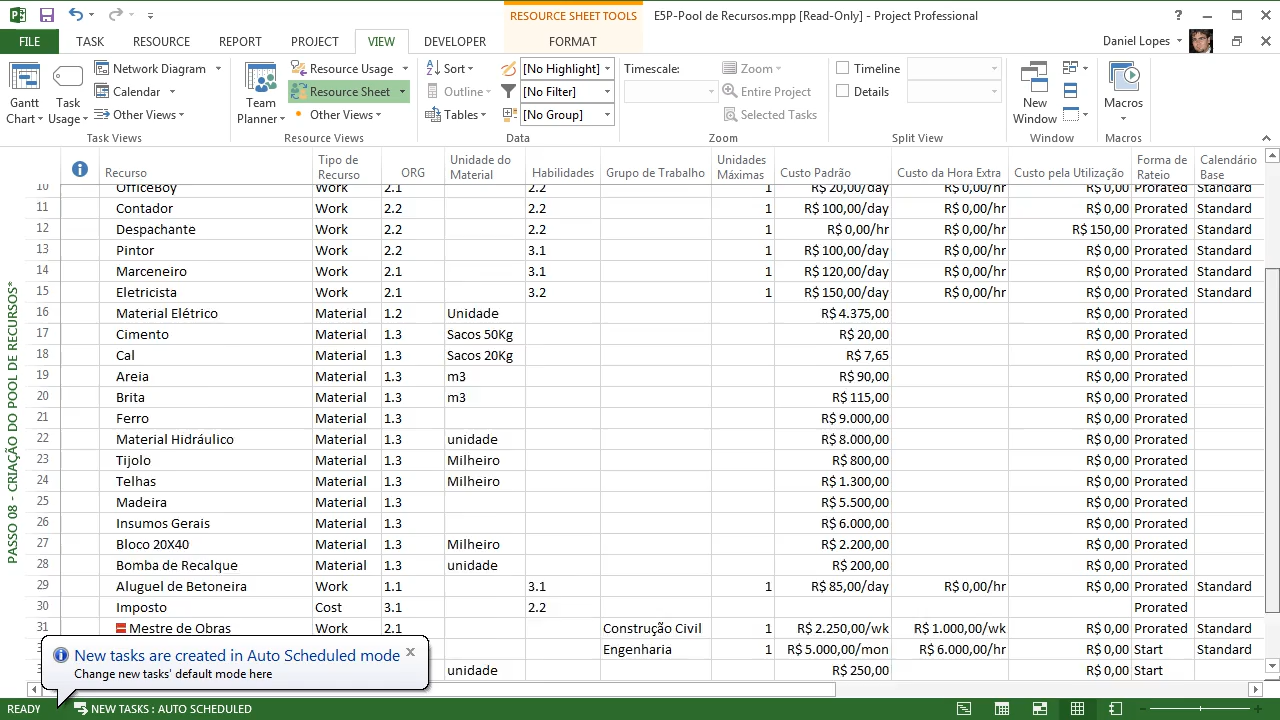 RESOURCE SHEET TOOLS E5P-Pool de Recursos.mpp [Read-Only] - Project Professional ?
FILE TASK RESOURCE REPORT PROJECT VIEW DEVELOPER FORMAT Daniel Lopes
Gantt Chart Task Usage Network Diagram Calendar Other Views
Task Views
Team Planner Resource Usage Resource Sheet Other Views
Resource Views
Sort Outline Tables [No Highlight] [No Filter] [No Group]
Data
Timescale: Zoom Entire Project Selected Tasks
Zoom
Timeline Details
Split View
New Window
Window
Macros
Macros
Recurso Tipo de Recurso ORG Unidade do Material Habilidades Grupo de Trabalho Unidades Máximas Custo Padrão Custo da Hora Extra Custo pela Utilização Forma de Rateio Calendário Base
10 OfficeBoy Work 2.1 2.2 1 R$ 20,00/day R$ 0,00/hr R$ 0,00 Prorated Standard
11 Contador Work 2.2 2.2 1 R$ 100,00/day R$ 0,00/hr R$ 0,00 Prorated Standard
12 Despachante Work 2.2 2.2 1 R$ 0,00/hr R$ 0,00/hr R$ 150,00 Prorated Standard
13 Pintor Work 2.2 3.1 1 R$ 100,00/day R$ 0,00/hr R$ 0,00 Prorated Standard
14 Marceneiro Work 2.1 3.1 1 R$ 120,00/day R$ 0,00/hr R$ 0,00 Prorated Standard
15 Eletricista Work 2.1 3.2 1 R$ 150,00/day R$ 0,00/hr R$ 0,00 Prorated Standard
16 Material Elétrico Material 1.2 Unidade R$ 4.375,00 R$ 0,00 Prorated
17 Cimento Material 1.3 Sacos 50Kg R$ 20,00 R$ 0,00 Prorated
18 Cal Material 1.3 Sacos 20Kg R$ 7,65 R$ 0,00 Prorated
19 Areia Material 1.3 m3 R$ 90,00 R$ 0,00 Prorated
20 Brita Material 1.3 m3 R$ 115,00 R$ 0,00 Prorated
21 Ferro Material 1.3 R$ 9.000,00 R$ 0,00 Prorated
22 Material Hidráulico Material 1.3 unidade R$ 8.000,00 R$ 0,00 Prorated
23 Tijolo Material 1.3 Milheiro R$ 800,00 R$ 0,00 Prorated
24 Telhas Material 1.3 Milheiro R$ 1.300,00 R$ 0,00 Prorated
25 Madeira Material 1.3 R$ 5.500,00 R$ 0,00 Prorated
26 Insumos Gerais Material 1.3 R$ 6.000,00 R$ 0,00 Prorated
27 Bloco 20X40 Material 1.3 Milheiro R$ 2.200,00 R$ 0,00 Prorated
28 Bomba de Recalque Material 1.3 unidade R$ 200,00 R$ 0,00 Prorated
29 Aluguel de Betoneira Work 1.1 3.1 1 R$ 85,00/day R$ 0,00/hr R$ 0,00 Prorated Standard
30 Imposto Cost 3.1 2.2 Prorated
31 Mestre de Obras Work 2.1 Construção Civil 1 R$ 2.250,00/wk R$ 1.000,00/wk R$ 0,00 Prorated Standard
Engenharia 1 R$ 5.000,00/mon R$ 6.000,00/hr R$ 0,00 Start Standard
unidade R$ 250,00 R$ 0,00 Start
PASSO 08 - CRIAÇÃO DO POOL DE RECURSOS*
New tasks are created in Auto Scheduled mode
Change new tasks' default mode here
READY NEW TASKS : AUTO SCHEDULED